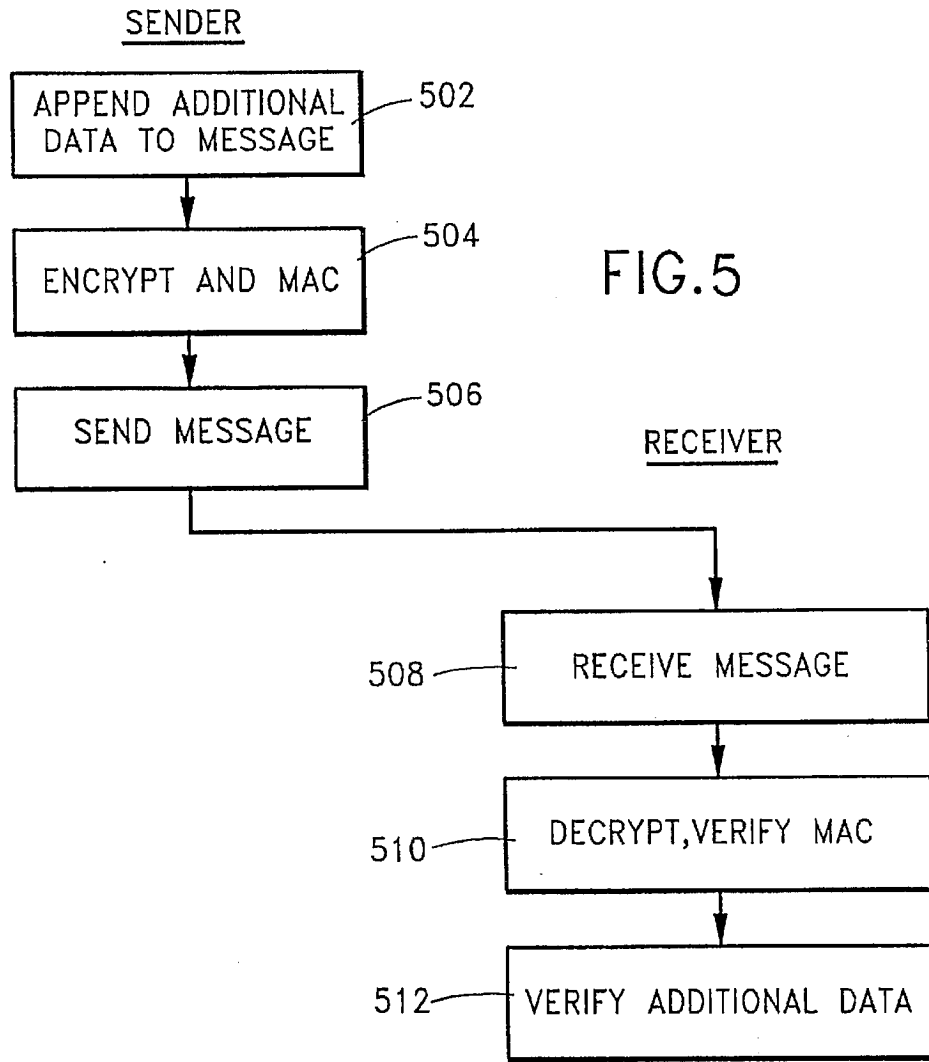 SENDER
APPEND ADDITIONAL
DATA TO MESSAGE
502
ENCRYPT AND MAC
504
FIG.5
SEND MESSAGE
506
RECEIVER
RECEIVE MESSAGE
508
DECRYPT,VERIFY MAC
510
VERIFY ADDITIONAL DATA
512